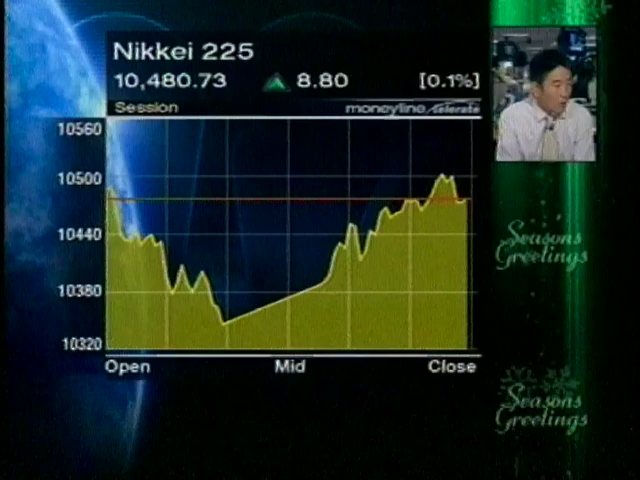 Nikkei 225
10,480.73 8.80 [0.1%]
Session moneyline/telerate
10560
10500
10440
10380
10320
Open Mid Close
Seasons
Greetings
Seasons
Greetings